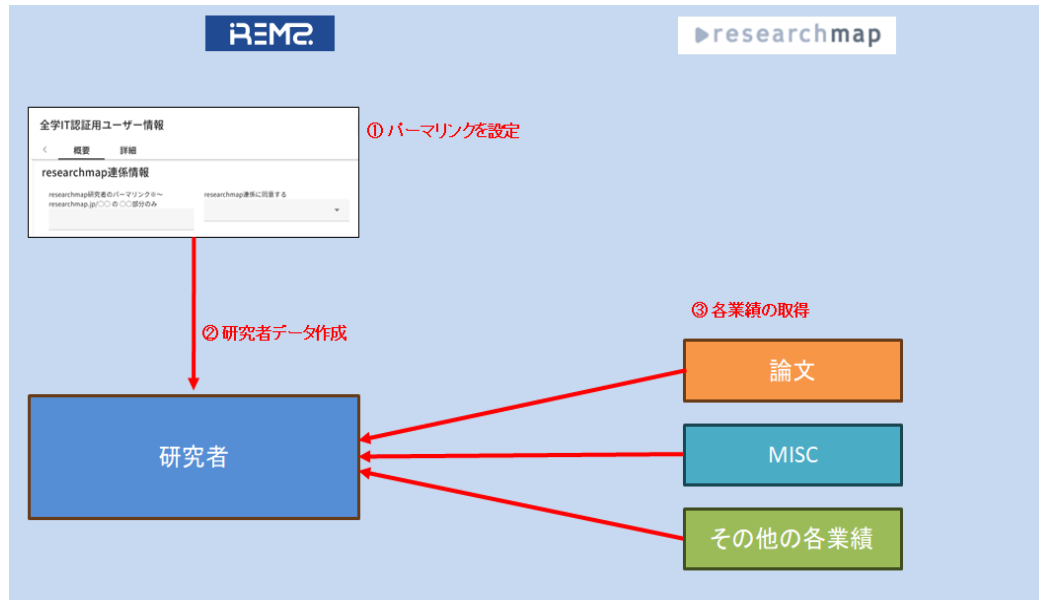 iREMS.
researchmap
全学IT認証用ユーザー情報
① パーマリンクを設定
概要 詳細
researchmap連係情報
researchmap研究者のパーマリンク※～
researchmap.jp/○○ の ○○部分のみ
researchmap連係に同意する
③ 各業績の取得
② 研究者データ作成
論文
研究者
MISC
その他の各業績